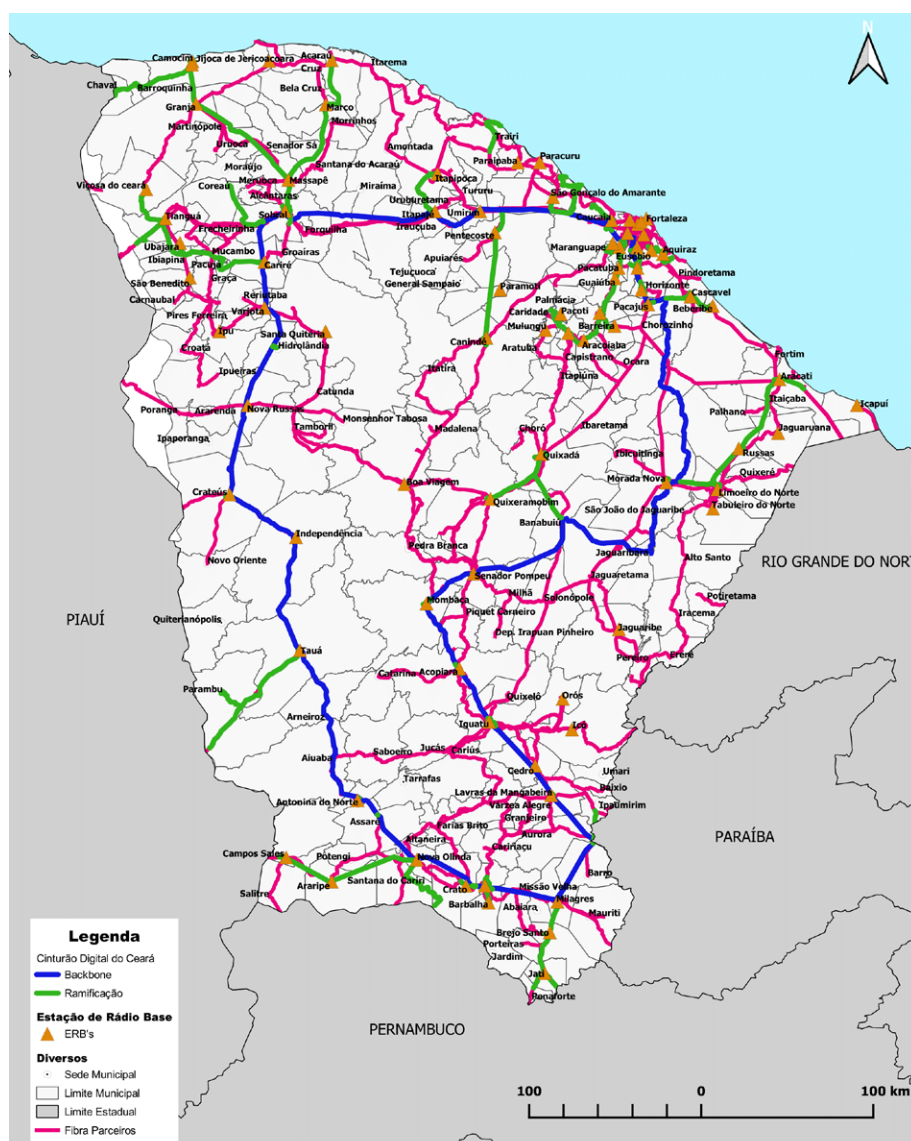 N
Camocim
Jijoca de Jericoacoara
Acaraú
Itarema
Cruz
Chaval
Barroquinha
Bela Cruz
Granja
Marco
Martinópole
Morrinhos
Uruoca
Senador Sá
Amontada
Trairi
Paraipaba
Paracuru
Moraújo
Santana do Acaraú
Itapipoca
Viçosa do ceará
Coreaú
Meruoca
Massapê
Miraíma
Tururu
São Gonçalo do Amarante
Alcântaras
Uruburetama
Tianguá
Sobral
Itapajé
Umirim
Caucaia
Fortaleza
Frecheirinha
Forquilha
Irauçuba
Pentecoste
Ubajara
Mucambo
Groaíras
Maranguape
Eusébio
Aquiraz
Ibiapina
Pacujá
Cariré
Apuiarés
Pacatuba
Pindoretama
São Benedito
Graça
Tejuçuoca
General Sampaio
Guaiúba
Horizonte
Cascavel
Carnaubal
Reriutaba
Paramoti
Palmácia
Beberibe
Pires Ferreira
Varjota
Caridade
Pacoti
Pacajus
Chorozinho
Ipu
Santa Quitéria
Mulungu
Barreira
Croatá
Hidrolândia
Canindé
Aratuba
Aracoiaba
Capistrano
Ocara
Fortim
Ipueiras
Itatira
Itapiúna
Aracati
Catunda
Itaiçaba
Icapuí
Poranga
Ararendá
Nova Russas
Monsenhor Tabosa
Palhano
Tamboril
Madalena
Choró
Ibaretama
Jaguaruana
Ipaporanga
Quixadá
Ibicuitinga
Russas
Quixeré
Crateús
Boa Viagem
Quixeramobim
Morada Nova
Limoeiro do Norte
São João do Jaguaribe
Tabuleiro do Norte
Banabuiú
Independência
Pedra Branca
Jaguaribara
Alto Santo
RIO GRANDE DO NORT
Novo Oriente
Senador Pompeu
Jaguaretama
Milhã
Solonópole
Potiretama
Mombaça
Piquet Carneiro
Iracema
PIAUÍ
Quiterianópolis
Dep. Irapuan Pinheiro
Jaguaribe
Tauá
Pereiro
Ererê
Catarina
Acopiara
Parambu
Quixelô
Orós
Arneiroz
Iguatu
Icó
Aiuaba
Saboeiro
Jucás
Cariús
Cedro
Umari
Tarrafas
Baixio
Antonina do Norte
Lavras da Mangabeira
Várzea Alegre
Ipaumirim
Assaré
Granjeiro
Farias Brito
Altaneira
Aurora
PARAÍBA
Campos Sales
Potengi
Nova Olinda
Caririaçu
Barro
Salitre
Araripe
Santana do Cariri
Crato
Missão Velha
Barbalha
Abaiara
Milagres
Mauriti
Brejo Santo
Porteiras
Jardim
Jati
Penaforte
PERNAMBUCO
Legenda
Cinturão Digital do Ceará
Backbone
Ramificação
Estação de Rádio Base
ERB's
Diversos
Sede Municipal
Limite Municipal
Limite Estadual
Fibra Parceiros
100
0
100 km